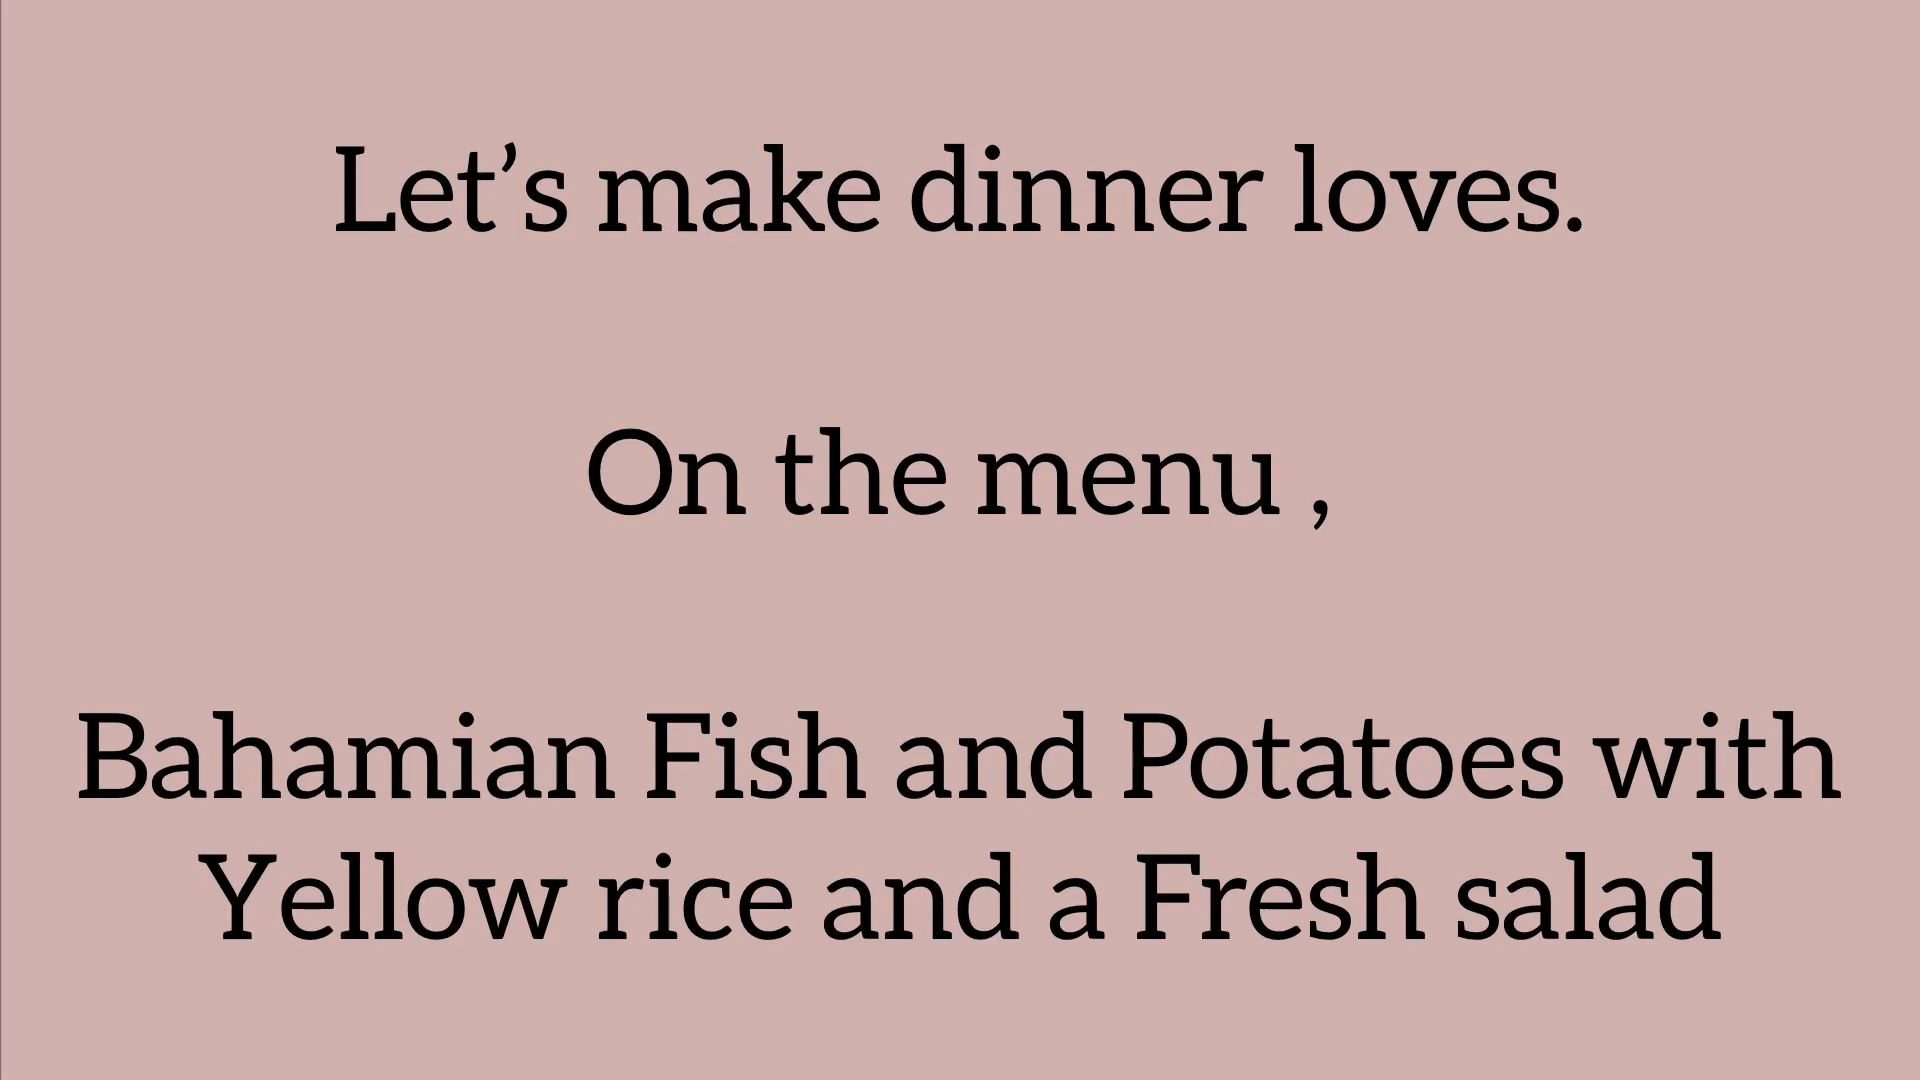 Let’s make dinner loves.
On the menu ,
Bahamian Fish and Potatoes with
Yellow rice and a Fresh salad